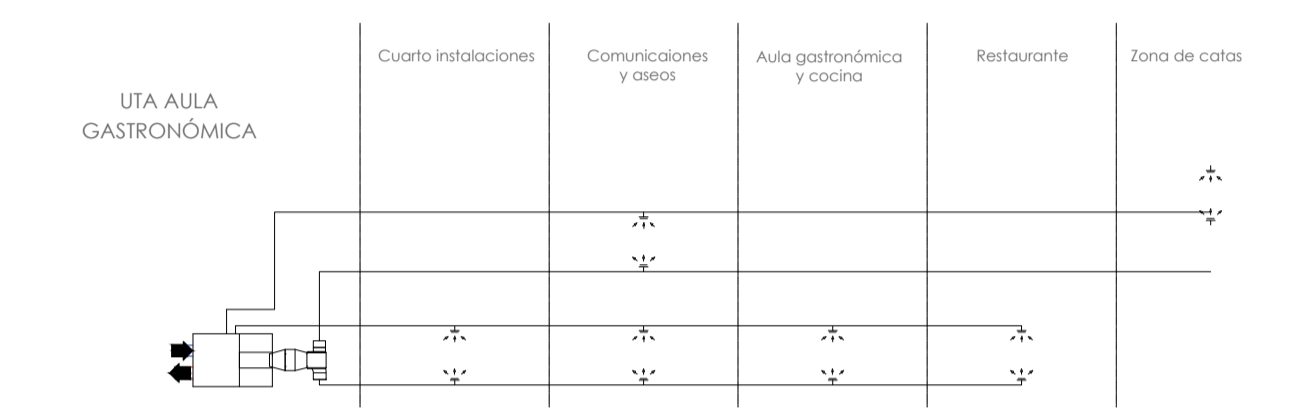 UTA AULA
GASTRONÓMICA
Cuarto instalaciones
Comunicaiones
y aseos
Aula gastronómica
y cocina
Restaurante
Zona de catas